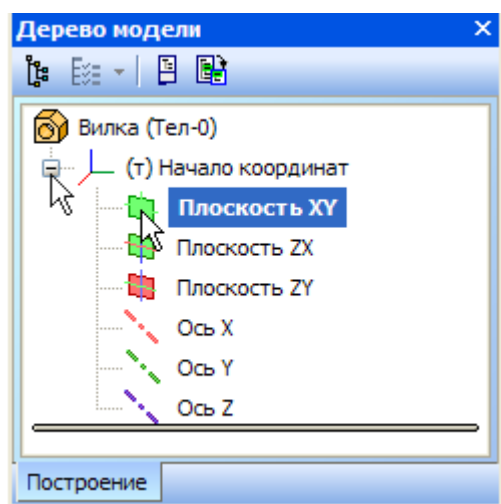 Дерево модели
Вилка (Тел-0)
(т) Начало координат
Плоскость XY
Плоскость ZX
Плоскость ZY
Ось X
Ось Y
Ось Z
Построение